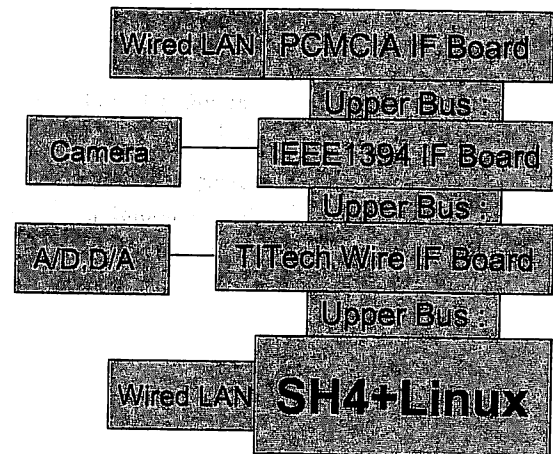 Wired LAN PCMCIA IF Board
Upper Bus :
Camera IEEE1394 IF Board
Upper Bus :
A/D,D/A TITech Wire IF Board
Upper Bus :
Wired LAN SH4+Linux